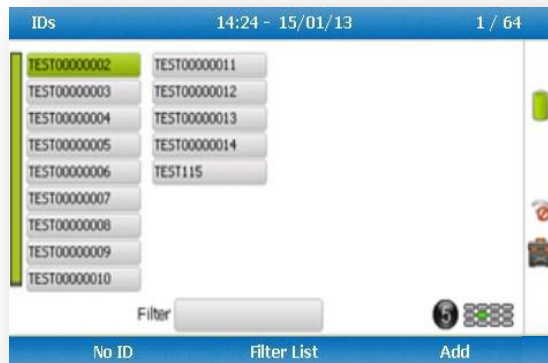 IDs 14:24 - 15/01/13 1 / 64
TEST00000002 TEST00000011
TEST00000003 TEST00000012
TEST00000004 TEST00000013
TEST00000005 TEST00000014
TEST00000006 TEST115
TEST00000007
TEST00000008
TEST00000009
TEST00000010
Filter 5
No ID Filter List Add